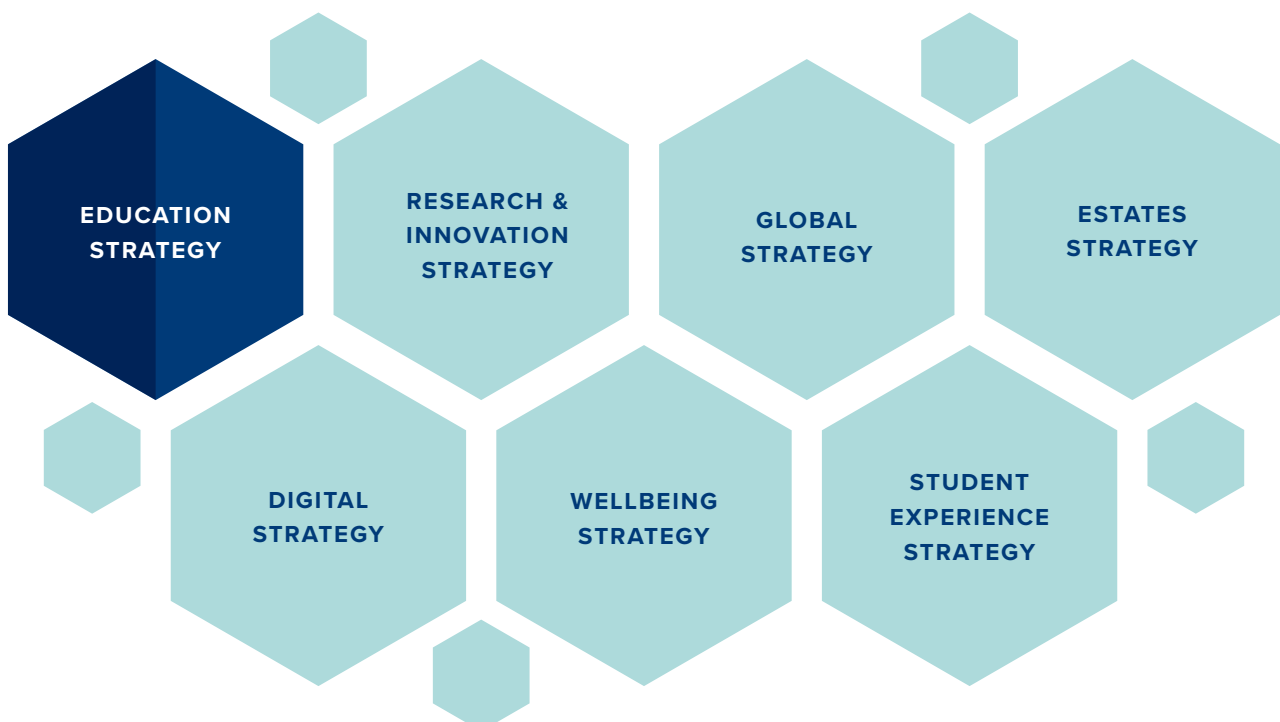 EDUCATION
STRATEGY
RESEARCH &
INNOVATION
STRATEGY
GLOBAL
STRATEGY
ESTATES
STRATEGY
DIGITAL
STRATEGY
WELLBEING
STRATEGY
STUDENT
EXPERIENCE
STRATEGY